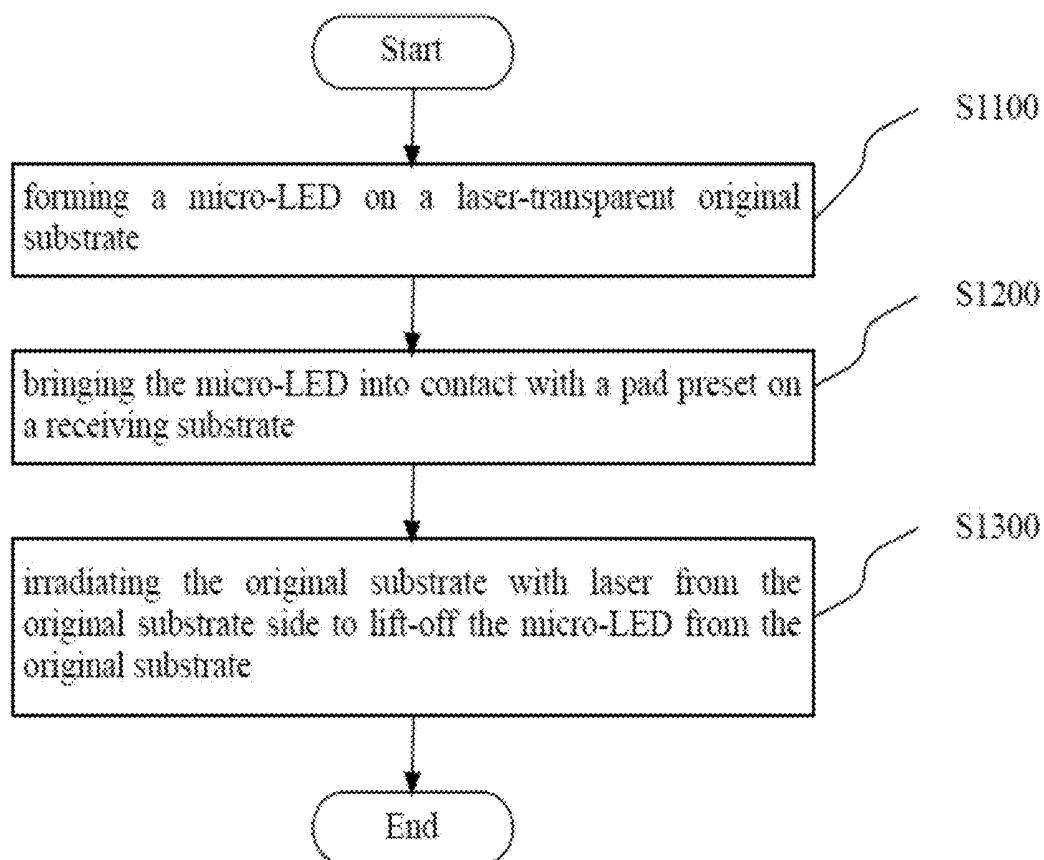 Start
S1100
forming a micro-LED on a laser-transparent original
substrate
S1200
bringing the micro-LED into contact with a pad preset on
a receiving substrate
S1300
irradiating the original substrate with laser from the
original substrate side to lift-off the micro-LED from the
original substrate
End